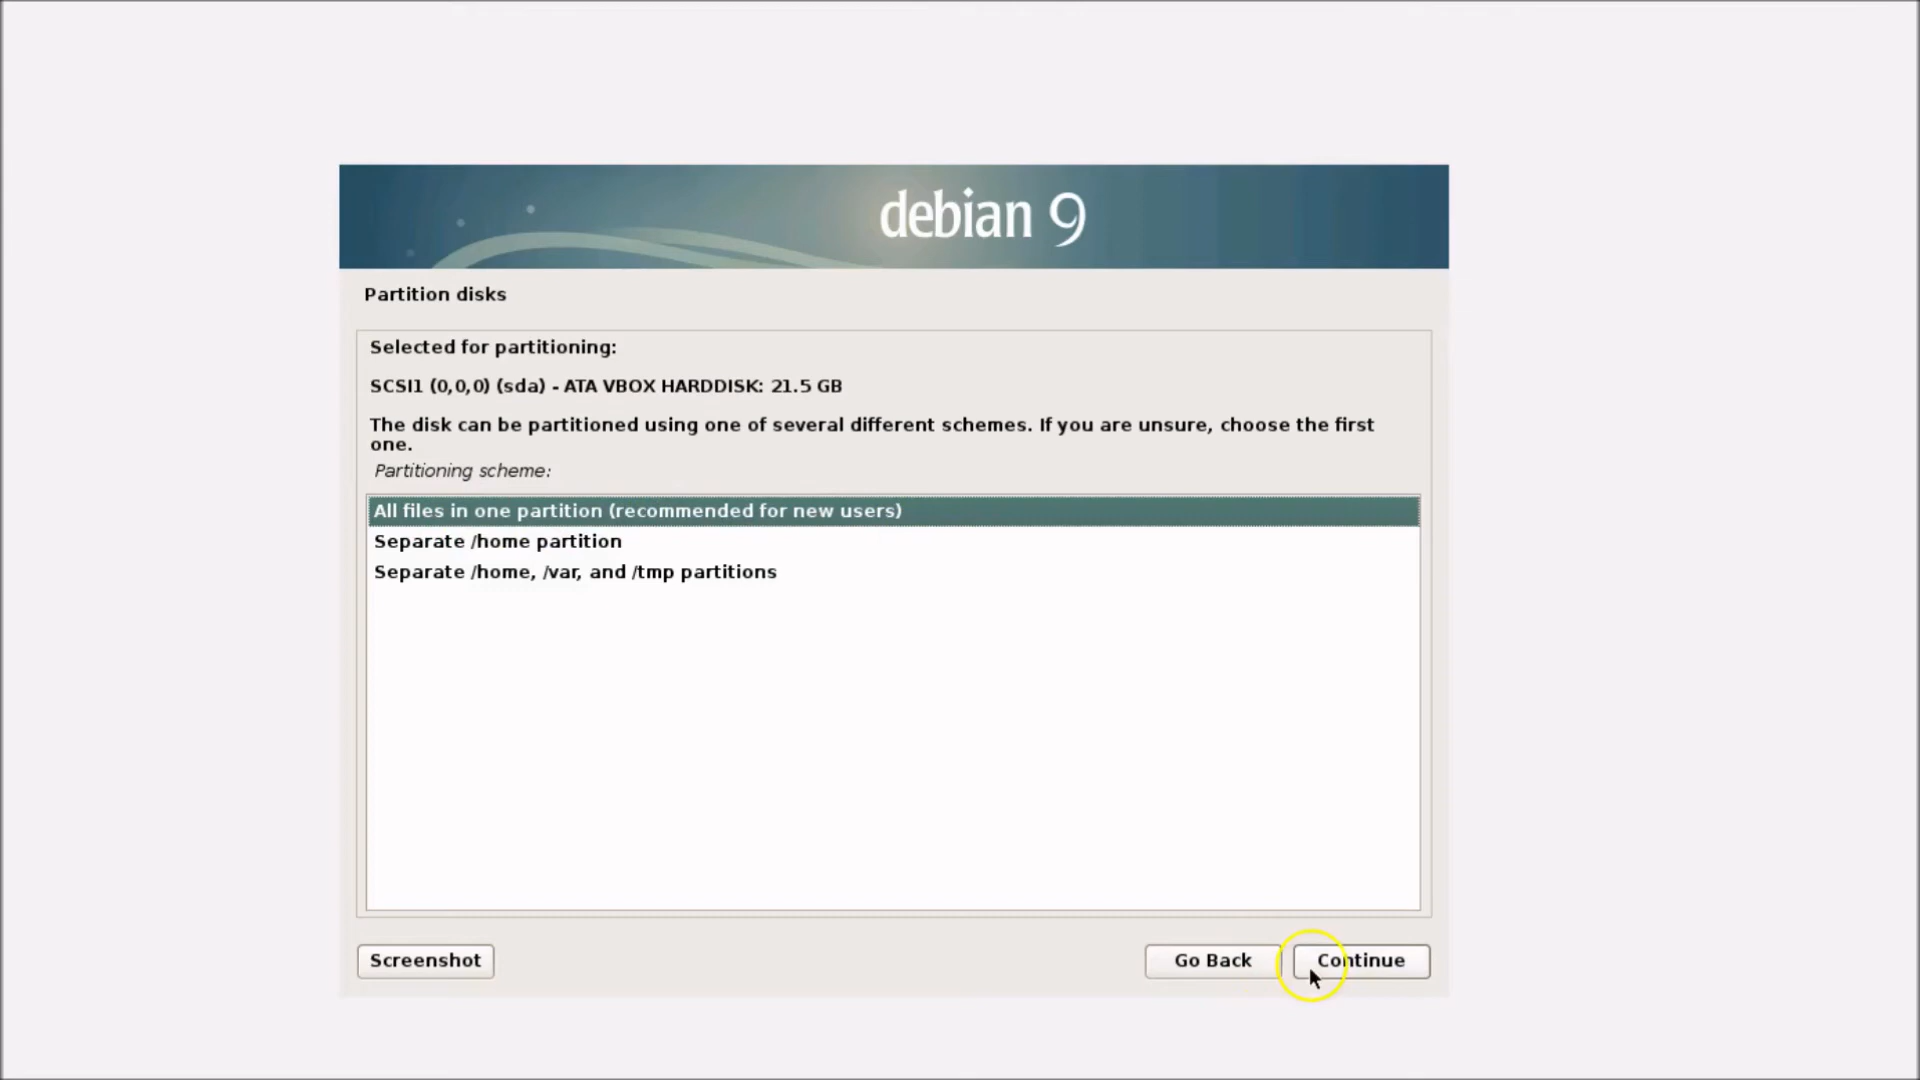 debian 9
Partition disks
Selected for partitioning:
SCSI1 (0,0,0) (sda) - ATA VBOX HARDDISK: 21.5 GB
The disk can be partitioned using one of several different schemes. If you are unsure, choose the first
one.
Partitioning scheme:
All files in one partition (recommended for new users)
Separate /home partition
Separate /home, /var, and /tmp partitions
Screenshot
Go Back
Continue